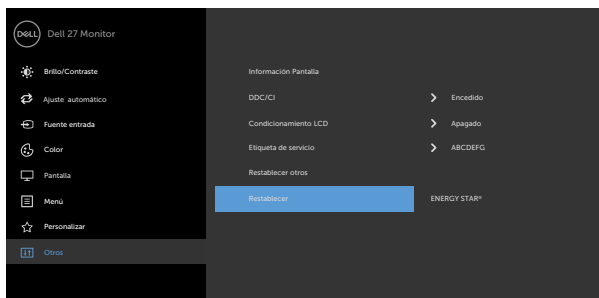 DELL Dell 27 Monitor
Brillo/Contraste
Ajuste automático
Fuente entrada
Color
Pantalla
Menú
Personalizar
Otros
Información Pantalla
DDC/CI Encedido
Condicionamiento LCD Apagado
Etiqueta de servicio ABCDEFG
Restablecer otros
Restablecer ENERGY STAR®